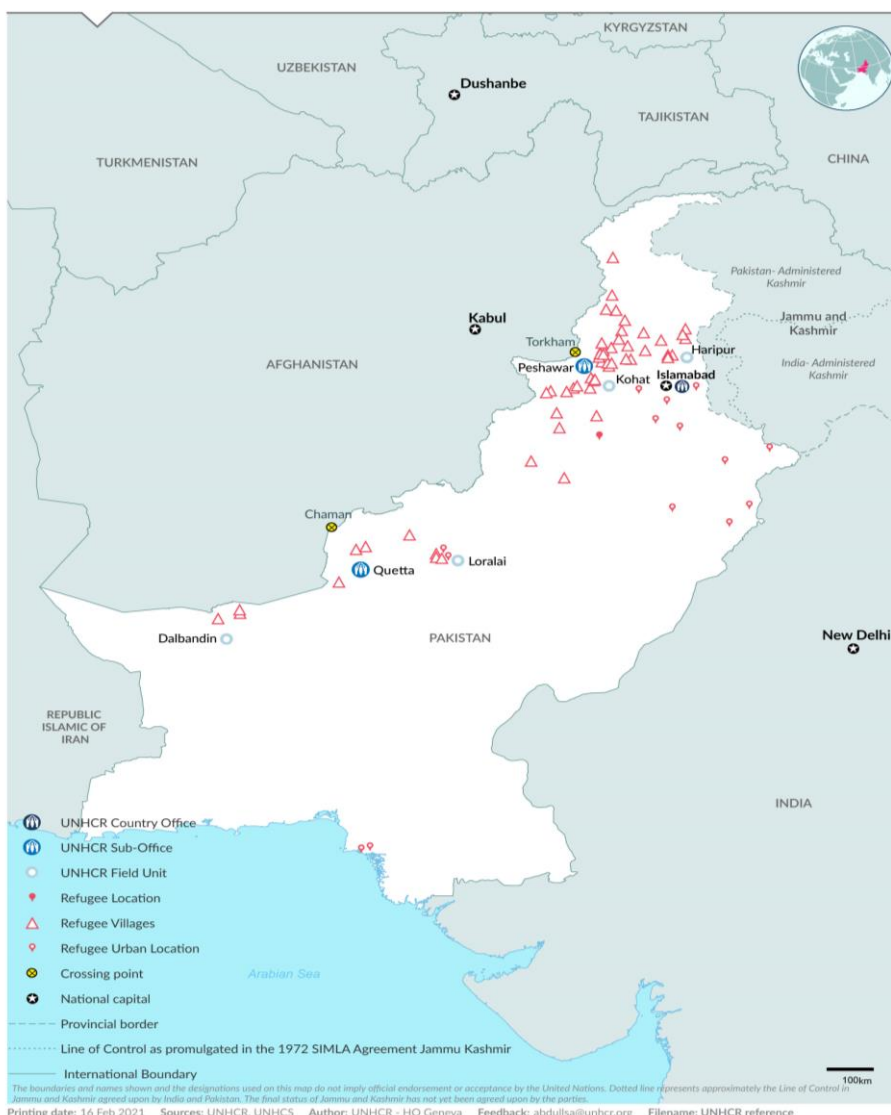 KYRGYZSTAN
UZBEKISTAN
Dushanbe
TAJIKISTAN
TURKMENISTAN
CHINA
Pakistan- Administered
Kashmir
Kabul
Jammu and
Kashmir
Torkham
AFGHANISTAN
Haripur
India- Administered
Kashmir
Peshawar
Islamabad
Kohat
Chaman
Loralai
Quetta
Dalbandin
PAKISTAN
New Delhi
REPUBLIC
ISLAMIC OF
IRAN
INDIA
UNHCR Country Office
UNHCR Sub-Office
UNHCR Field Unit
Refugee Location
Refugee Villages
Refugee Urban Location
Crossing point
Arabian Sea
National capital
Provincial border
Line of Control as promulgated in the 1972 SIMLA Agreement Jammu Kashmir
International Boundary
100km
The boundaries and names shown and the designations used on this map do not imply official endorsement or acceptance by the United Nations. Dotted line represents approximately the Line of Control in
Jammu and Kashmir agreed upon by India and Pakistan. The final status of Jammu and Kashmir has not yet been agreed upon by the parties.
Printing date: 16 Feb 2021 Sources: UNHCR, UNHCS Author: UNHCR - HQ Geneva Feedback: abdullsa@unhcr.org Filename: UNHCR reference